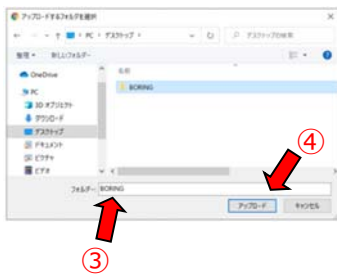 アップロードするフォルダを選択
PC › デスクトップ
デスクトップの検索
整理
新しいフォルダー
名前
OneDrive
BORING
PC
3D オブジェクト
ダウンロード
デスクトップ
ドキュメント
ピクチャ
ビデオ
フォルダー: BORING
アップロード
キャンセル
④
③